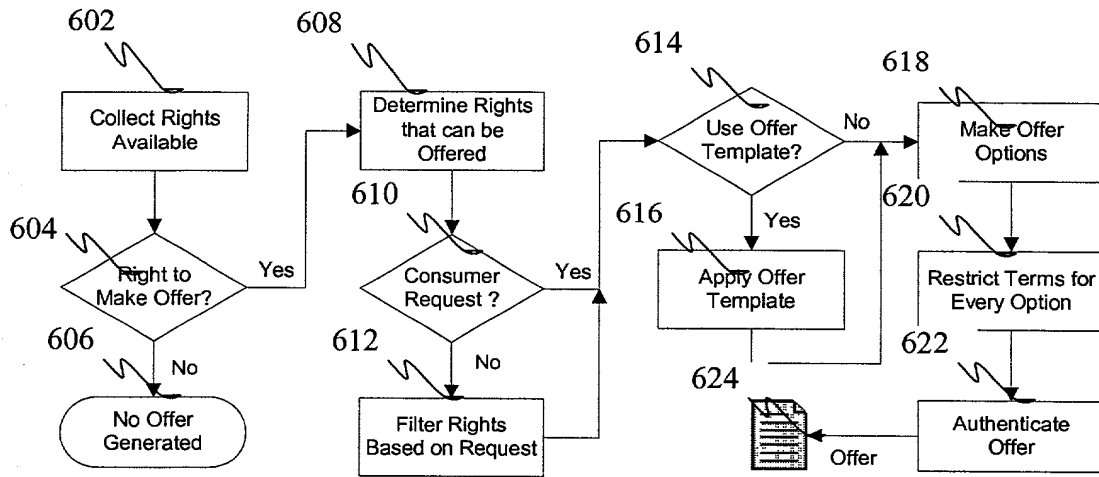 602
Collect Rights
Available
604
Right to
Make Offer?
Yes
606
No
No Offer
Generated
608
Determine Rights
that can be
Offered
610
Consumer
Request ?
Yes
612
No
Filter Rights
Based on Request
614
Use Offer
Template?
No
616
Yes
Apply Offer
Template
618
Make Offer
Options
620
Restrict Terms for
Every Option
622
Authenticate
Offer
624
Offer